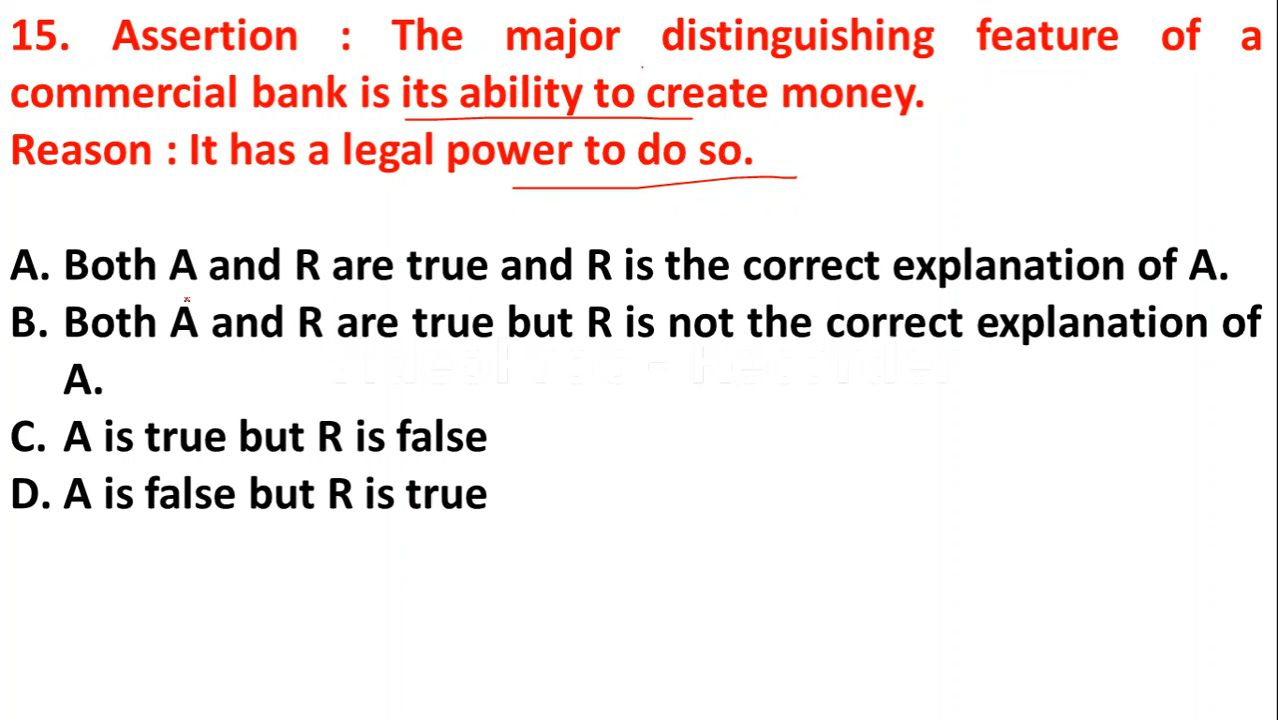 15. Assertion : The major distinguishing feature of a
commercial bank is its ability to create money.
Reason : It has a legal power to do so.
A. Both A and R are true and R is the correct explanation of A.
B. Both A and R are true but R is not the correct explanation of
A.
C. A is true but R is false
D. A is false but R is true